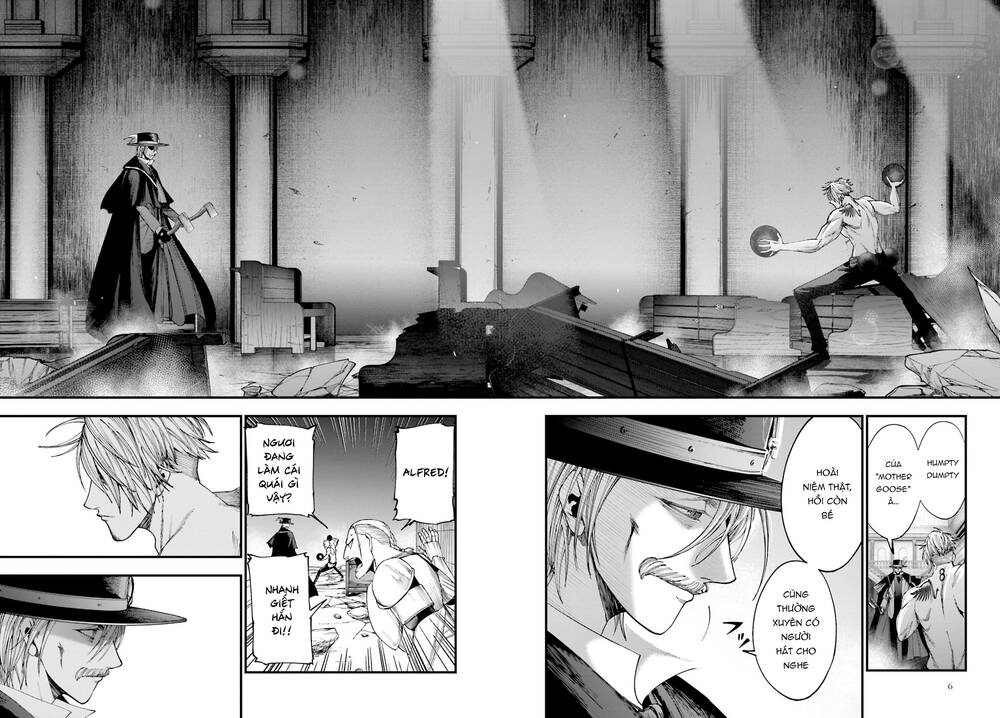 HUMPTY
DUMPTY
CỦA
"MOTHER
GOOSE"
À...
8
HOÀI
NIỆM THẬT,
HỒI CÒN
BÉ
CŨNG
THƯỜNG
XUYÊN CÓ
NGƯỜI
HÁT CHO
NGHE
6
ALFRED!
NGƯƠI
ĐANG
LÀM CÁI
QUÁI GÌ
VẬY?
NHANH
GIẾT
HẮN
ĐI!!